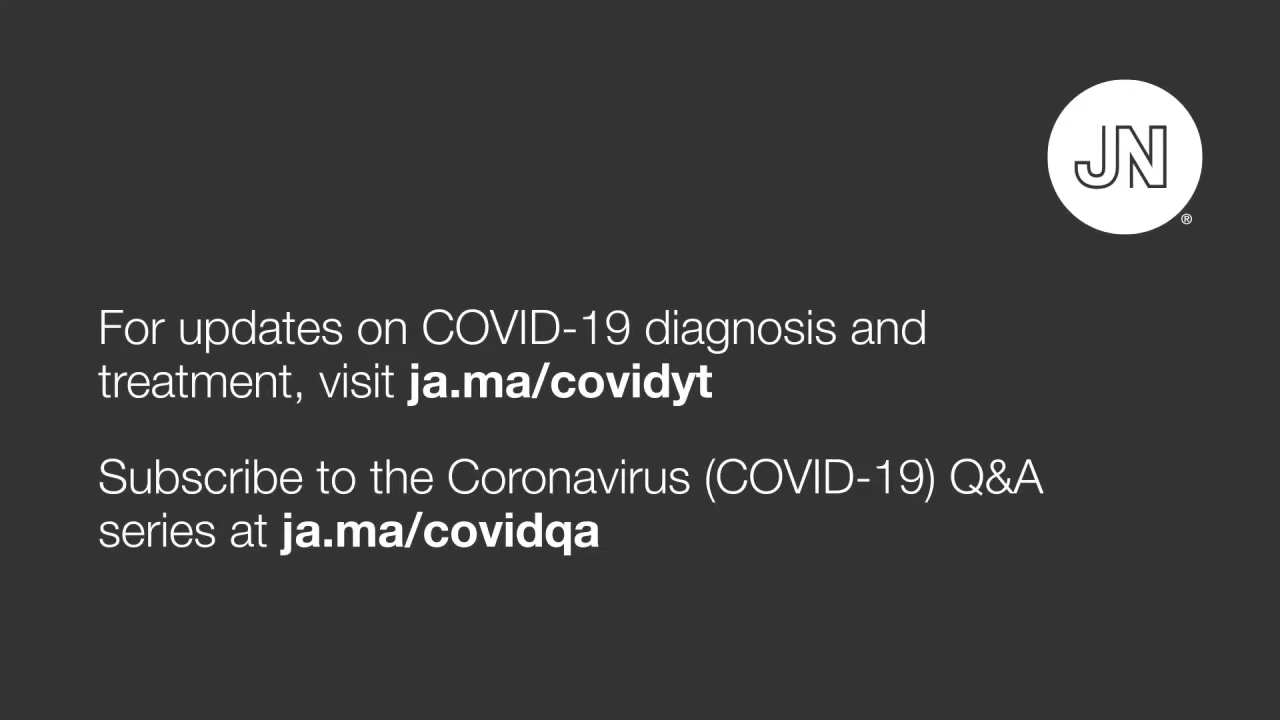 JN
®
For updates on COVID-19 diagnosis and
treatment, visit ja.ma/covidyt
Subscribe to the Coronavirus (COVID-19) Q&A
series at ja.ma/covidqa